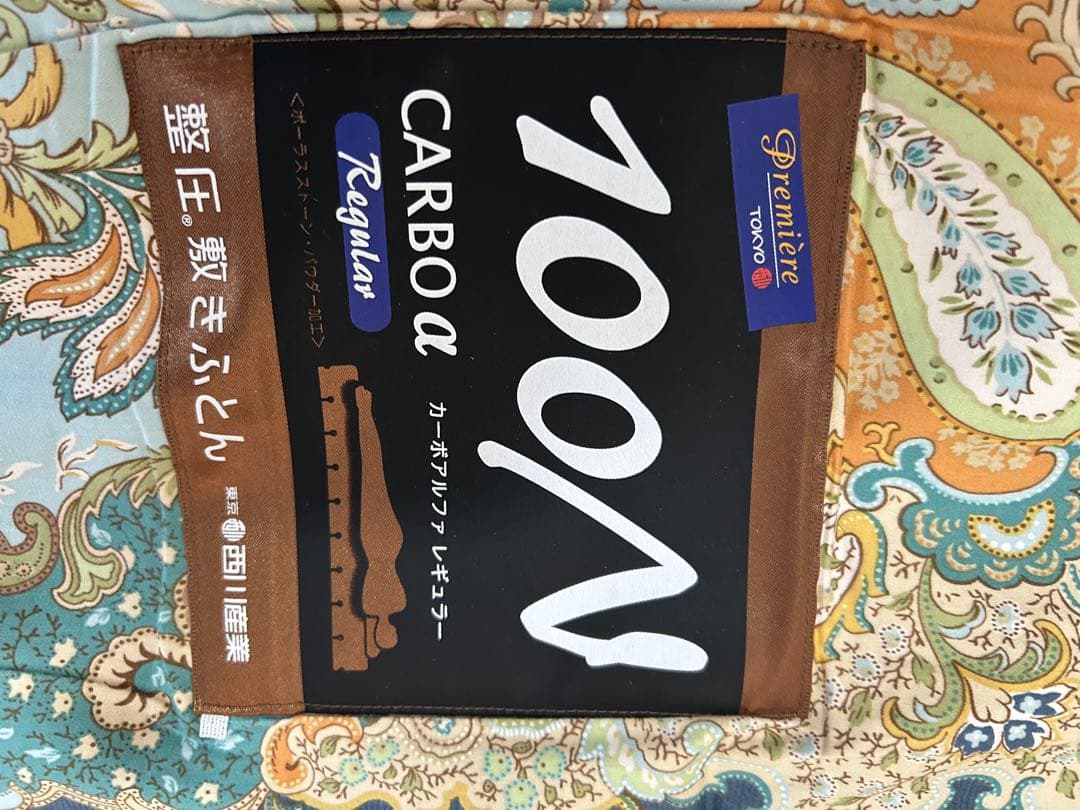 Première
TOKYO
100N
CARBO α カーボアルファ レギュラー
Regular
<ポーラスストーン・パウダー加工>
整圧®敷きふとん 東京 西川産業